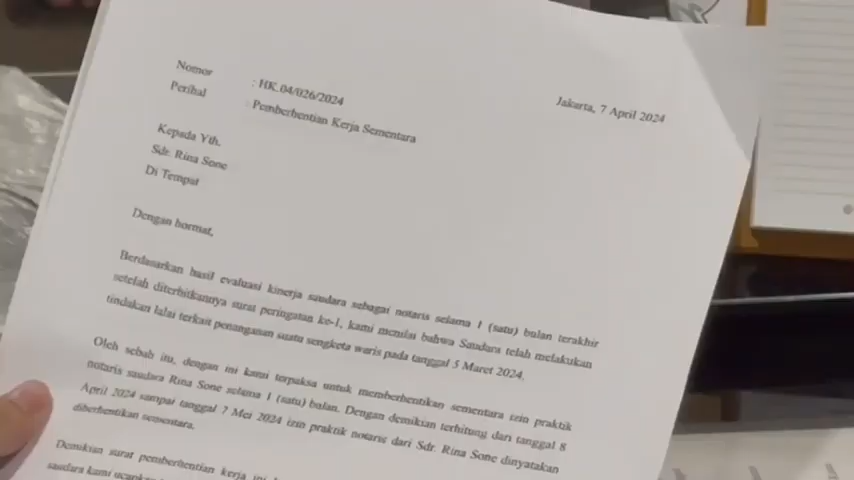 Nomor : HK.04/026/2024
Jakarta, 7 April 2024
Perihal : Pemberhentian Kerja Sementara
Kepada Yth.
Sdr. Rina Sone
Di Tempat
Dengan hormat,
Berdasarkan hasil evaluasi kinerja saudara sebagai notaris selama 1 (satu) bulan terakhir
setelah diterbitkannya surat peringatan ke-1, kami menilai bahwa Saudara telah melakukan
tindakan lalai terkait penanganan suatu sengketa waris pada tanggal 5 Maret 2024.
Oleh sebab itu, dengan ini kami terpaksa untuk memberhentikan sementara izin praktik
notaris saudara Rina Sone selama 1 (satu) bulan. Dengan demikian terhitung dari tanggal 8
April 2024 sampai tanggal 7 Mei 2024 izin praktik notaris dari Sdr. Rina Sone dinyatakan
diberhentikan sementara.
Demikian surat pemberhentian kerja ini
saudara kami ucapkan